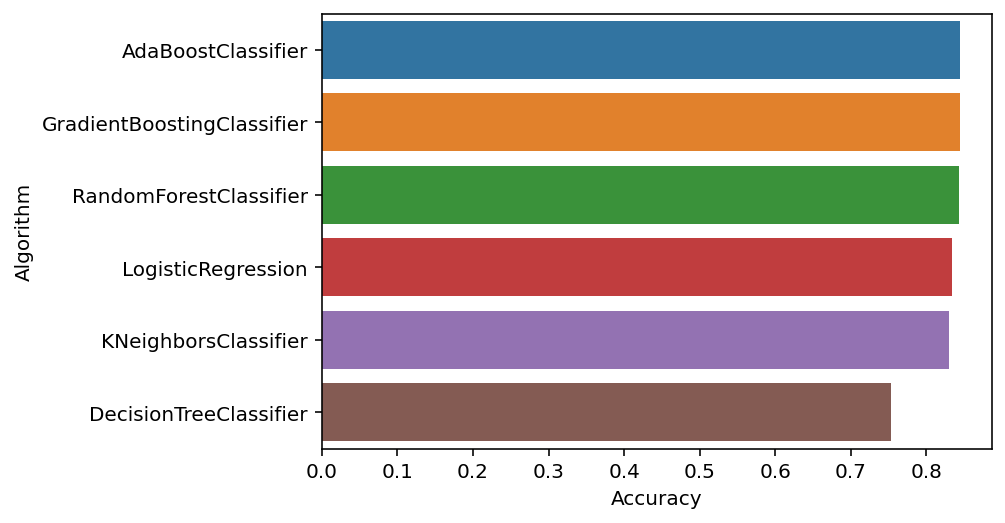 AdaBoostClassifier
GradientBoostingClassifier
RandomForestClassifier
LogisticRegression
KNeighborsClassifier
DecisionTreeClassifier
Algorithm
0.0 0.1 0.2 0.3 0.4 0.5 0.6 0.7 0.8
Accuracy